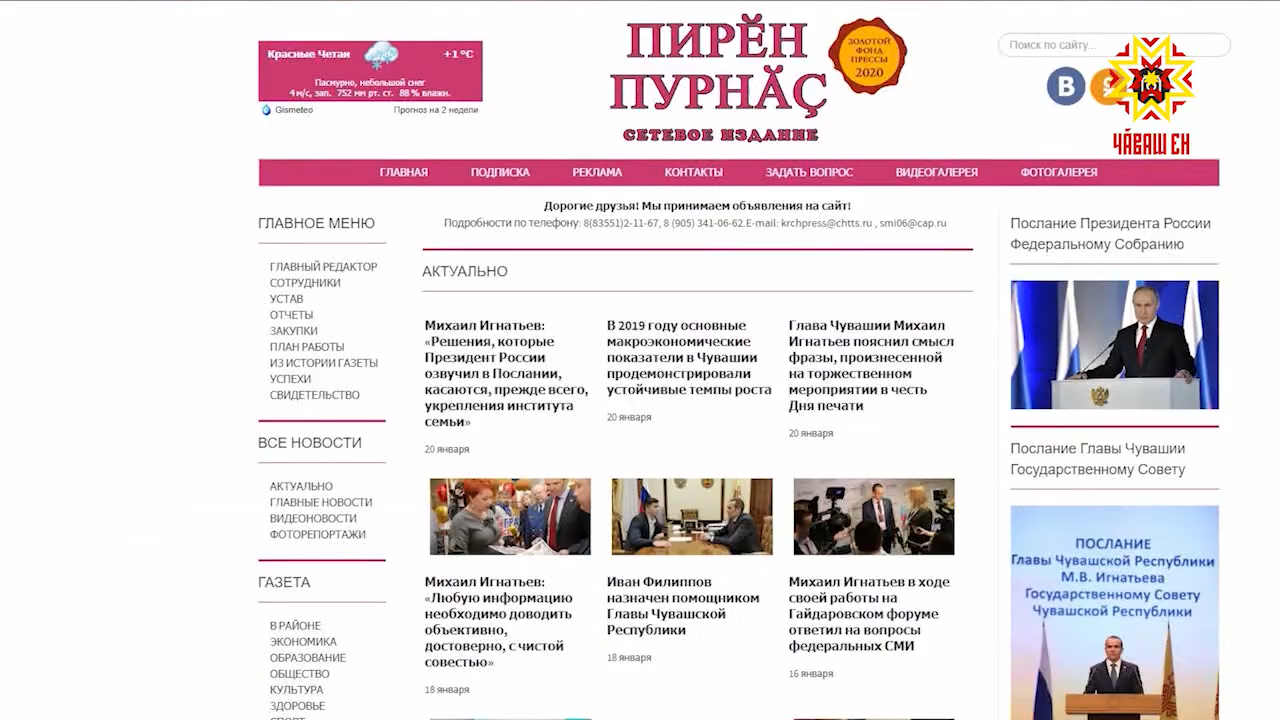 Красные Четаи +1 °C
Пасмурно, небольшой снег
4 м/с, зап. 752 мм рт. ст. 88 % влажн.
Gismeteo Прогноз на 2 недели
ПИРӖН
ПУРНӐҪ
СЕТЕВОЕ ИЗДАНИЕ
ЗОЛОТОЙ
ФОНД
ПРЕССЫ
2020
Поиск по сайту...
В
ЧӐВАШ ЕН
ГЛАВНАЯ ПОДПИСКА РЕКЛАМА КОНТАКТЫ ЗАДАТЬ ВОПРОС ВИДЕОГАЛЕРЕЯ ФОТОГАЛЕРЕЯ
ГЛАВНОЕ МЕНЮ
ГЛАВНЫЙ РЕДАКТОР
СОТРУДНИКИ
УСТАВ
ОТЧЕТЫ
ЗАКУПКИ
ПЛАН РАБОТЫ
ИЗ ИСТОРИИ ГАЗЕТЫ
УСПЕХИ
СВИДЕТЕЛЬСТВО
ВСЕ НОВОСТИ
АКТУАЛЬНО
ГЛАВНЫЕ НОВОСТИ
ВИДЕОНОВОСТИ
ФОТОРЕПОРТАЖИ
ГАЗЕТА
В РАЙОНЕ
ЭКОНОМИКА
ОБРАЗОВАНИЕ
ОБЩЕСТВО
КУЛЬТУРА
ЗДОРОВЬЕ
Дорогие друзья! Мы принимаем объявления на сайт!
Подробности по телефону: 8(83551)2-11-67, 8 (905) 341-06-62.E-mail: krchpress@chtts.ru , smi06@cap.ru
АКТУАЛЬНО
Михаил Игнатьев:
«Решения, которые
Президент России
озвучил в Послании,
касаются, прежде всего,
укрепления института
семьи»
20 января
В 2019 году основные
макроэкономические
показатели в Чувашии
продемонстрировали
устойчивые темпы роста
20 января
Глава Чувашии Михаил
Игнатьев пояснил смысл
фразы, произнесенной
на торжественном
мероприятии в честь
Дня печати
20 января
Михаил Игнатьев:
«Любую информацию
необходимо доводить
объективно,
достоверно, с чистой
совестью»
18 января
Иван Филиппов
назначен помощником
Главы Чувашской
Республики
18 января
Михаил Игнатьев в ходе
своей работы на
Гайдаровском форуме
ответил на вопросы
федеральных СМИ
16 января
Послание Президента России
Федеральному Собранию
Послание Главы Чувашии
Государственному Совету
ПОСЛАНИЕ
Главы Чувашской Республики
М.В. Игнатьева
Государственному Совету
Чувашской Республики